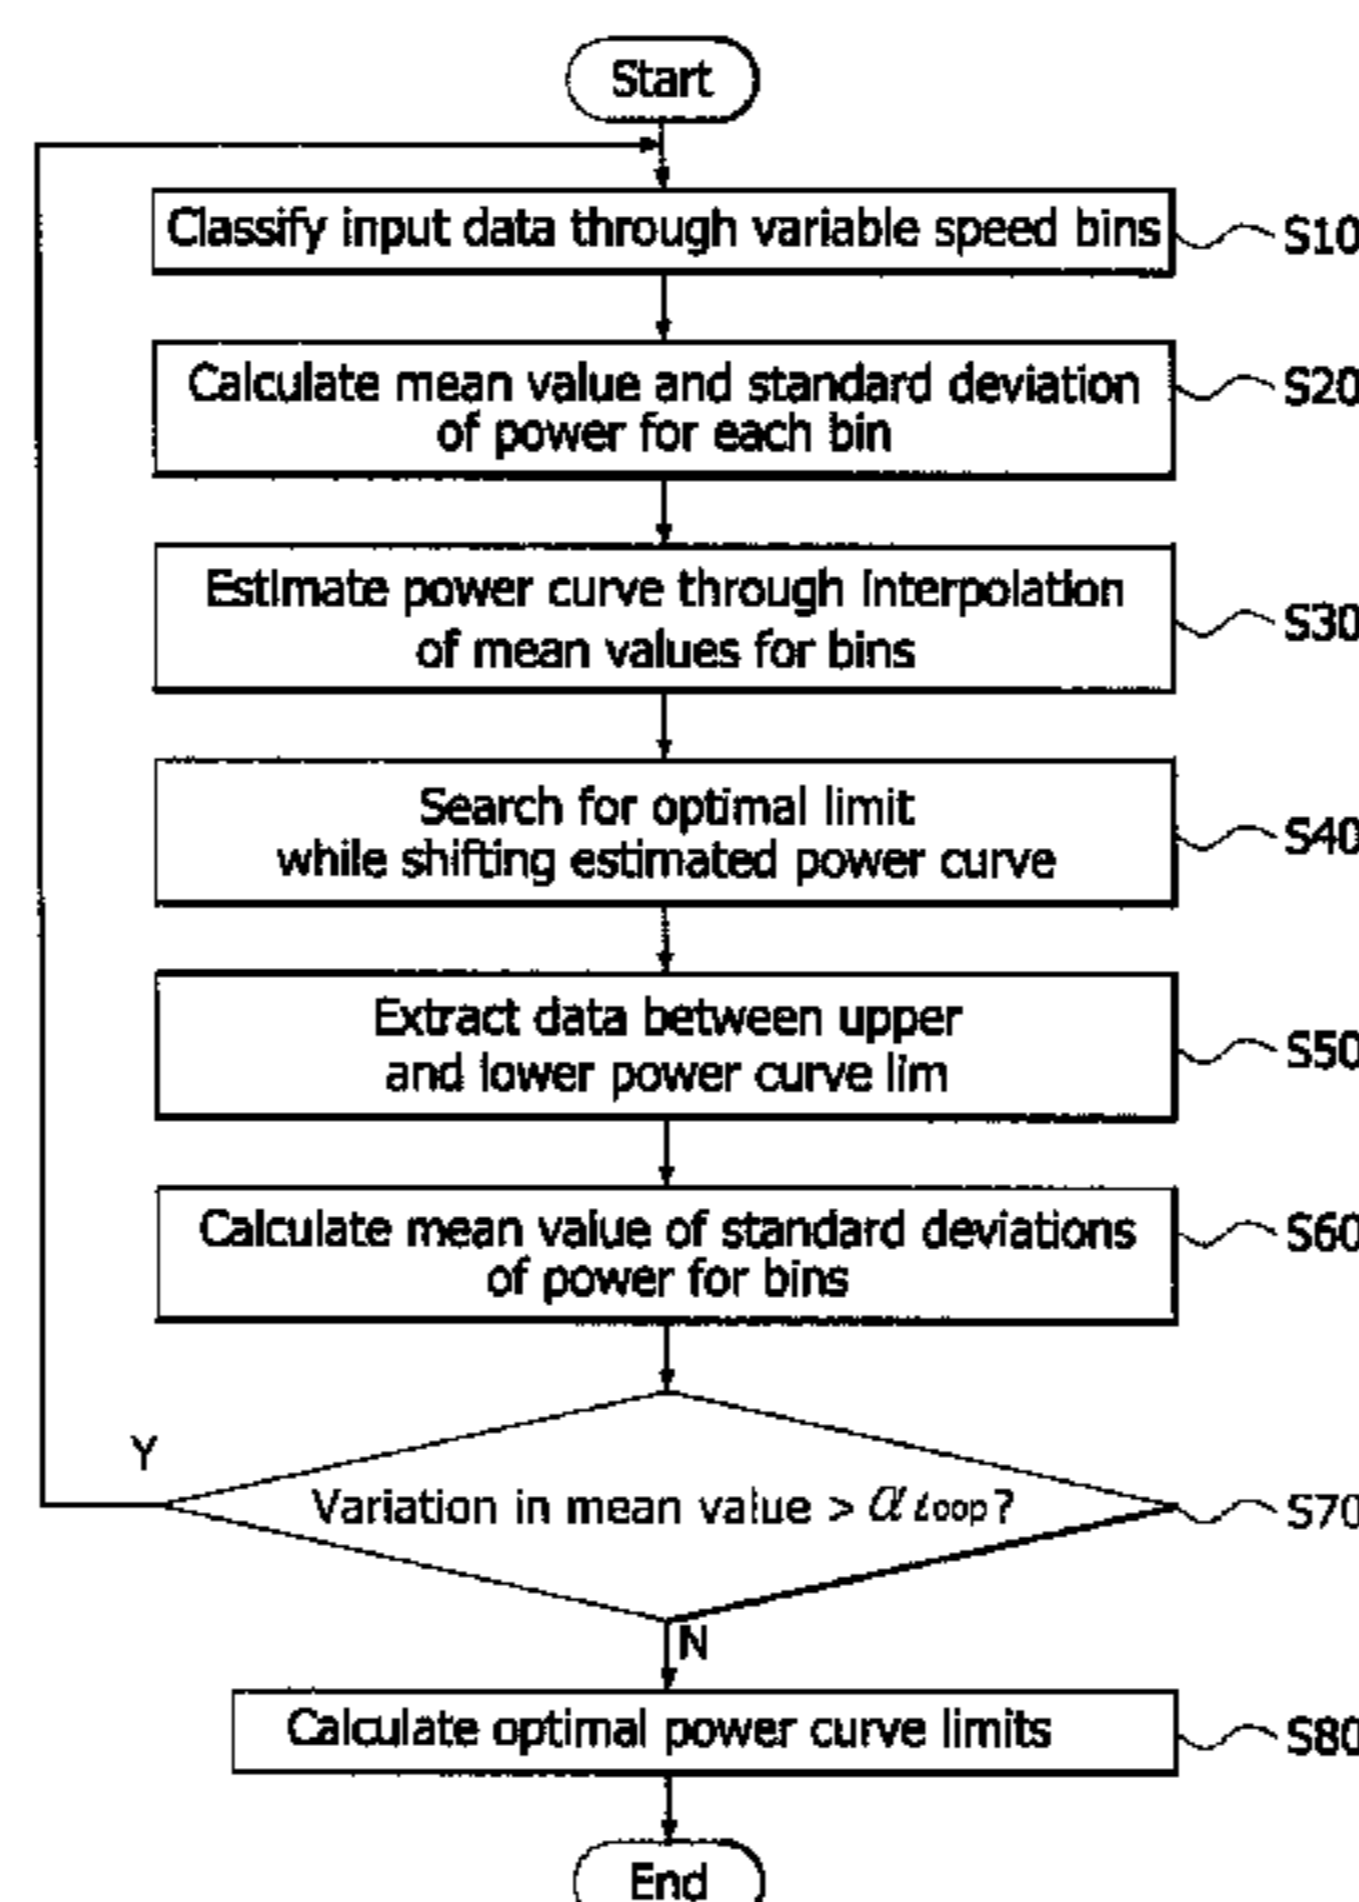 Start
Classify input data through variable speed bins
S10
Calculate mean value and standard deviation
of power for each bin
S20
Estimate power curve through interpolation
of mean values for bins
S30
Search for optimal limit
while shifting estimated power curve
S40
Extract data between upper
and lower power curve lim
S50
Calculate mean value of standard deviations
of power for bins
S60
Y
Variation in mean value > α Loop?
S70
N
Calculate optimal power curve limits
S80
End